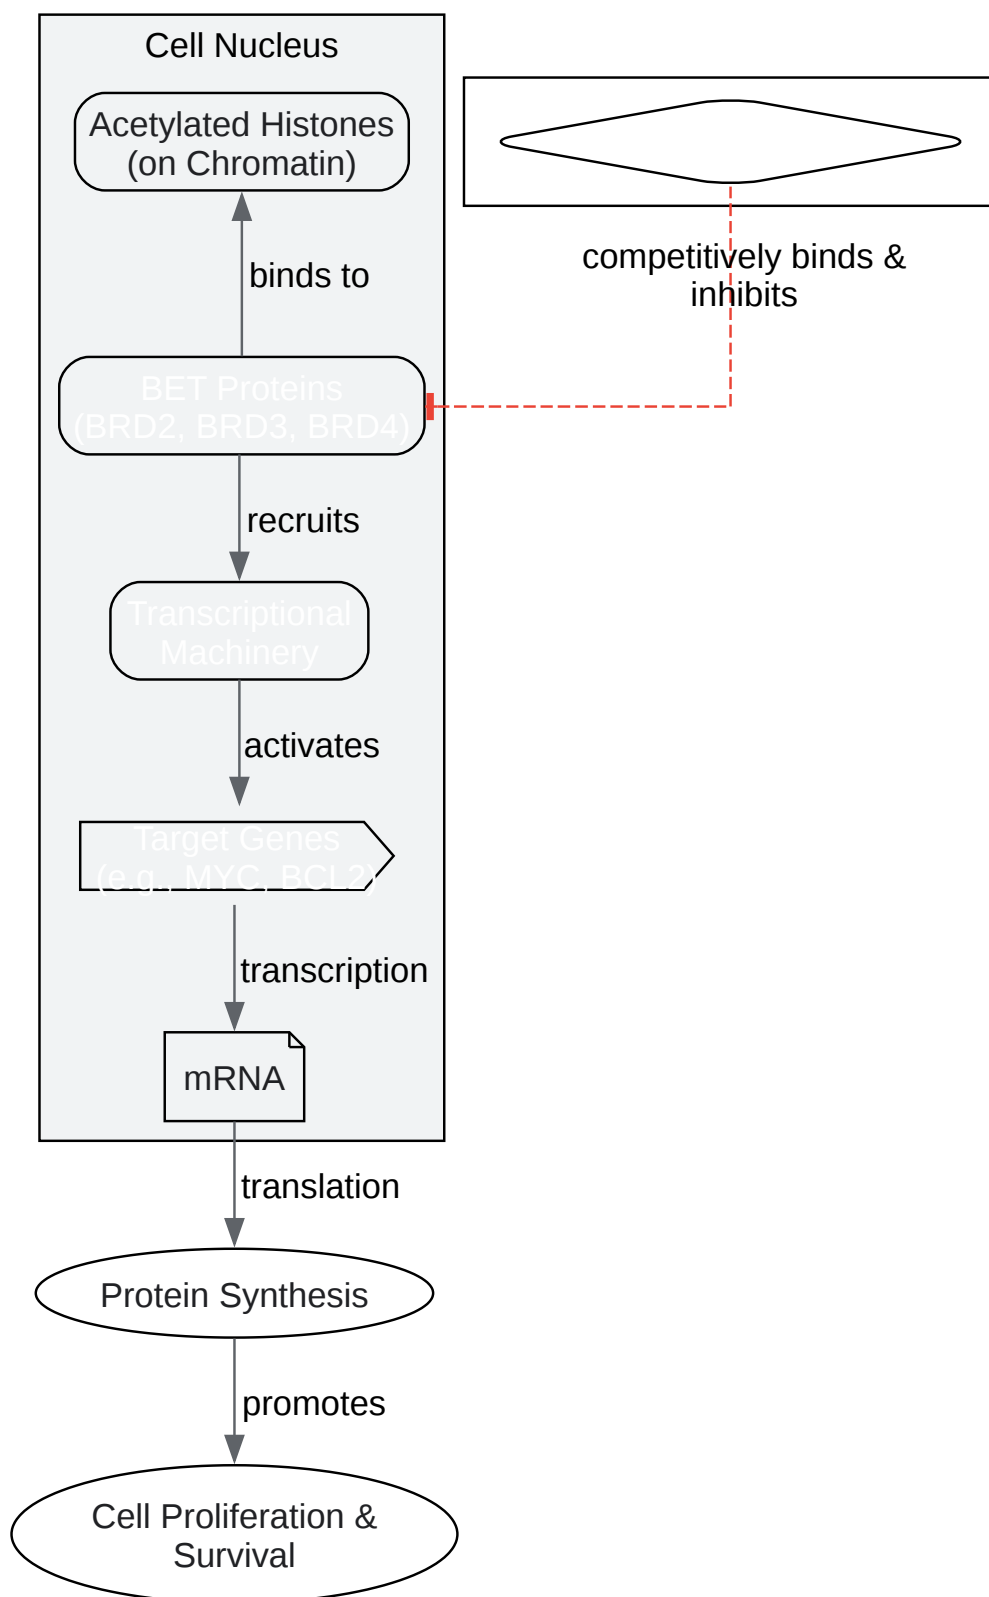 Cell Nucleus
Acetylated Histones
(on Chromatin)
binds to
competitively binds &
inhibits
BET Proteins
(BRD2, BRD3, BRD4)
recruits
Transcriptional
Machinery
activates
Target Genes
(e.g., MYC, BCL2)
transcription
mRNA
translation
Protein Synthesis
promotes
Cell Proliferation &
Survival